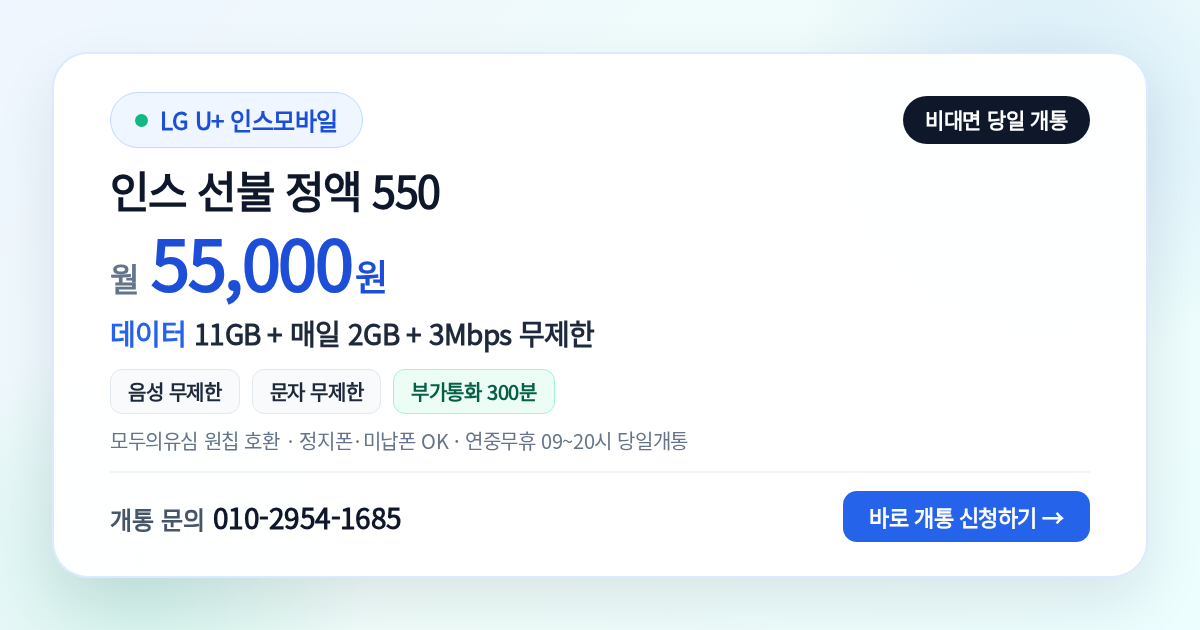 LG U+ 인스모바일
비대면 당일 개통
인스 선불 정액 550
월 55,000원
데이터 11GB + 매일 2GB + 3Mbps 무제한
음성 무제한
문자 무제한
부가통화 300분
모두의유심 원칩 호환 · 정지폰·미납폰 OK · 연중무휴 09~20시 당일개통
개통 문의 010-2954-1685
바로 개통 신청하기 →